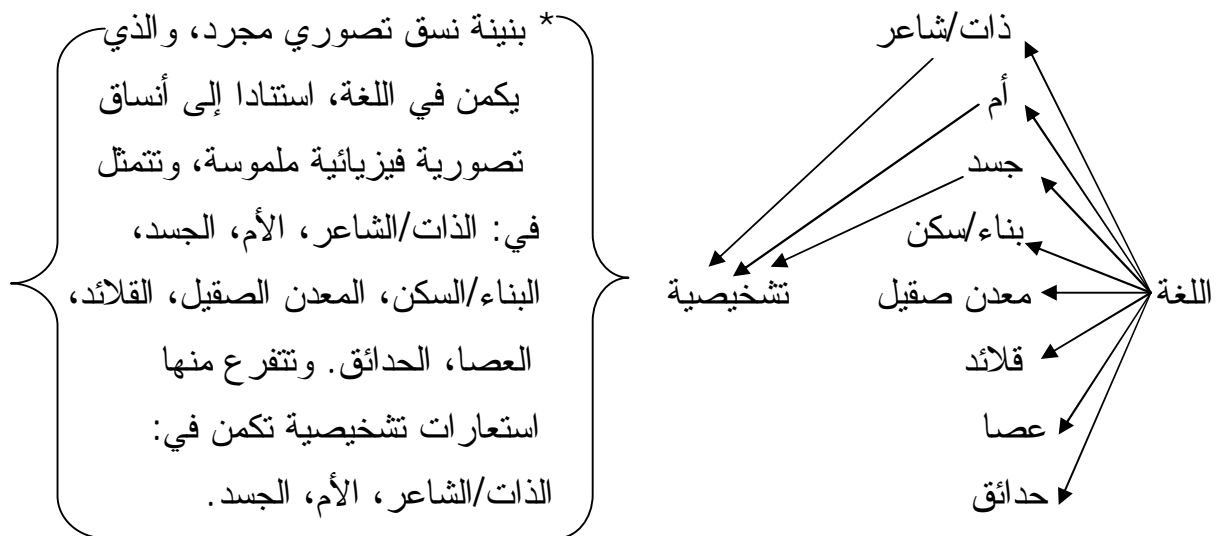 ذات/شاعر
أم
جسد
بناء/سكن
اللغة
معدن صقيل
تشخيصية
قلائد
عصا
حدائق
* بنينة نسق تصوري مجرد، والذي
يكمن في اللغة، استنادا إلى أنساق
تصورية فيزيائية ملموسة، وتتمثل
في: الذات/الشاعر، الأم، الجسد،
البناء/السكن، المعدن الصقيل، القلائد،
العصا، الحدائق. وتتفرع منها
استعارات تشخيصية تكمن في:
الذات/الشاعر، الأم، الجسد.